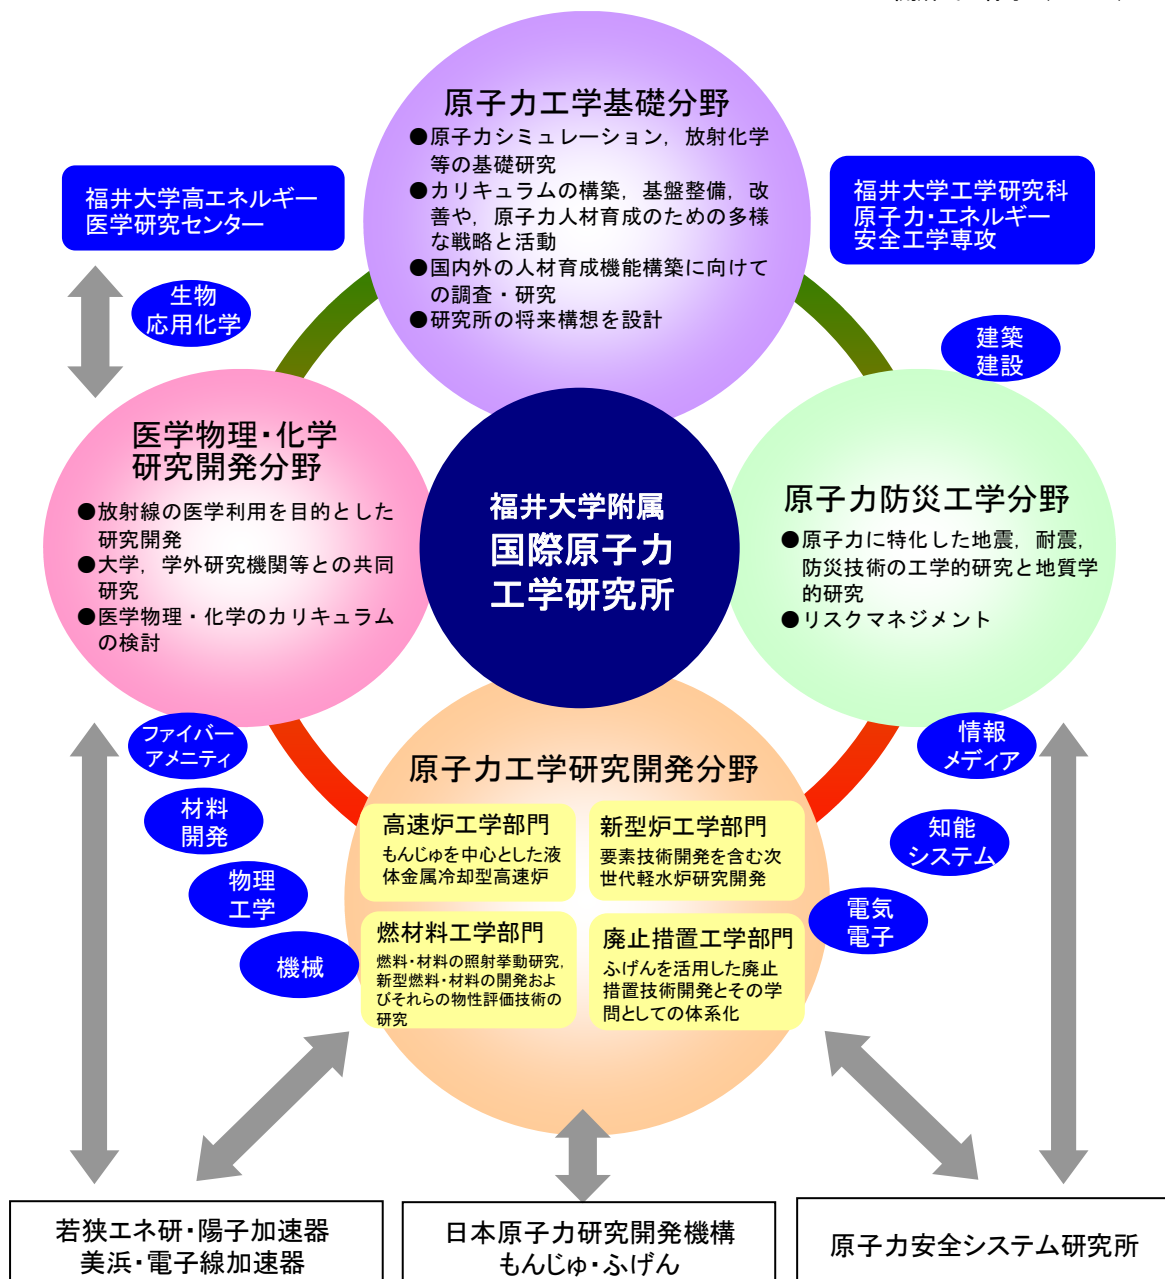 原子力工学基礎分野
●原子力シミュレーション，放射化学
等の基礎研究
●カリキュラムの構築，基盤整備，改
善や，原子力人材育成のための多様
な戦略と活動
●国内外の人材育成機能構築に向けて
の調査・研究
●研究所の将来構想を設計
福井大学高エネルギー
医学研究センター
福井大学工学研究科
原子力・エネルギー
安全工学専攻
生物
応用化学
建築
建設
医学物理・化学
研究開発分野
●放射線の医学利用を目的とした
研究開発
●大学，学外研究機関等との共同
研究
●医学物理・化学のカリキュラム
の検討
福井大学附属
国際原子力
工学研究所
原子力防災工学分野
●原子力に特化した地震，耐震，
防災技術の工学的研究と地質学
的研究
●リスクマネジメント
ファイバー
アメニティ
材料
開発
物理
工学
機械
情報
メディア
知能
システム
電気
電子
原子力工学研究開発分野
高速炉工学部門
もんじゅを中心とした液
体金属冷却型高速炉
新型炉工学部門
要素技術開発を含む次
世代軽水炉研究開発
燃材料工学部門
燃料・材料の照射挙動研究，
新型燃料・材料の開発およ
びそれらの物性評価技術の
研究
廃止措置工学部門
ふげんを活用した廃止
措置技術開発とその学
問としての体系化
若狭エネ研・陽子加速器
美浜・電子線加速器
日本原子力研究開発機構
もんじゅ・ふげん
原子力安全システム研究所